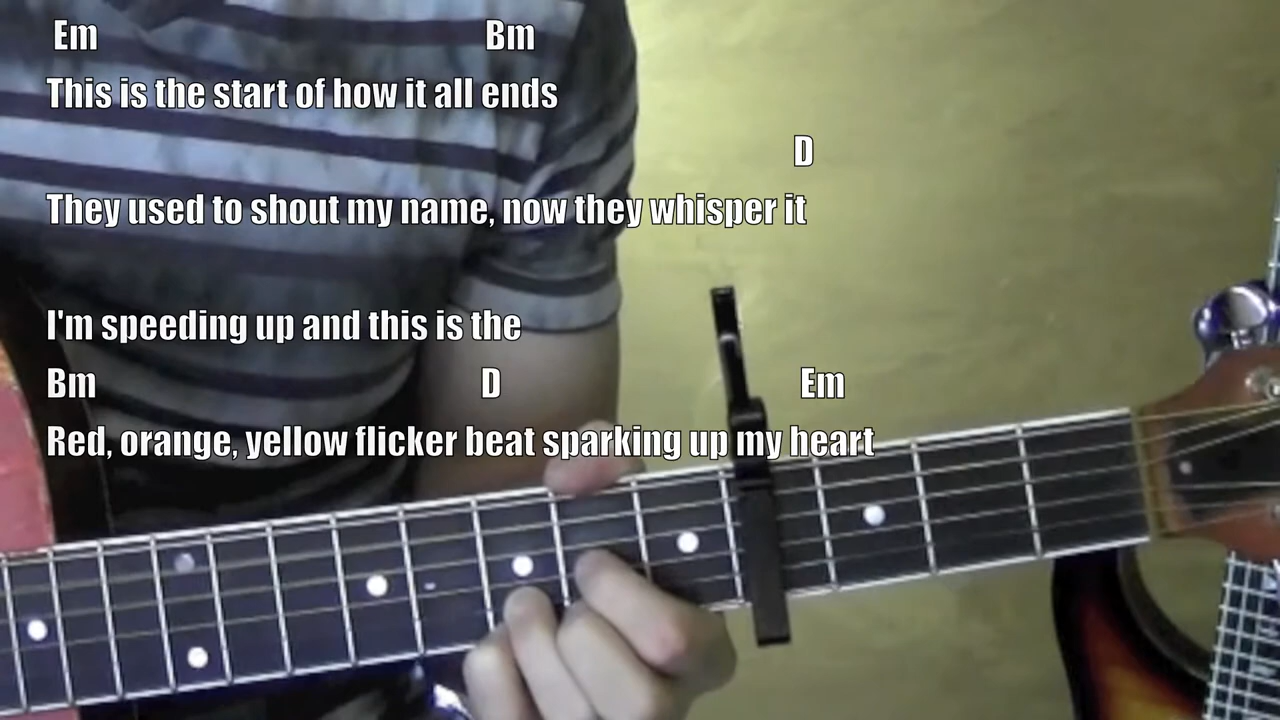 Em Bm
This is the start of how it all ends
D
They used to shout my name, now they whisper it
I'm speeding up and this is the
Bm D Em
Red, orange, yellow flicker beat sparking up my heart